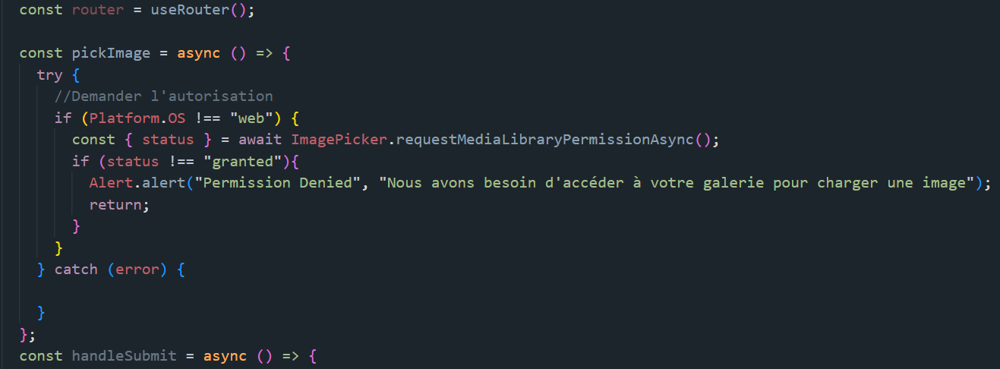 const router = useRouter();
const pickImage = async () => {
try {
//Demander l'autorisation
if (Platform.OS !== "web") {
const { status } = await ImagePicker.requestMediaLibraryPermissionAsync();
if (status !== "granted"){
Alert.alert("Permission Denied", "Nous avons besoin d'accéder à votre galerie pour charger une image");
return;
}
}
} catch (error) {
}
};
const handleSubmit = async () => {